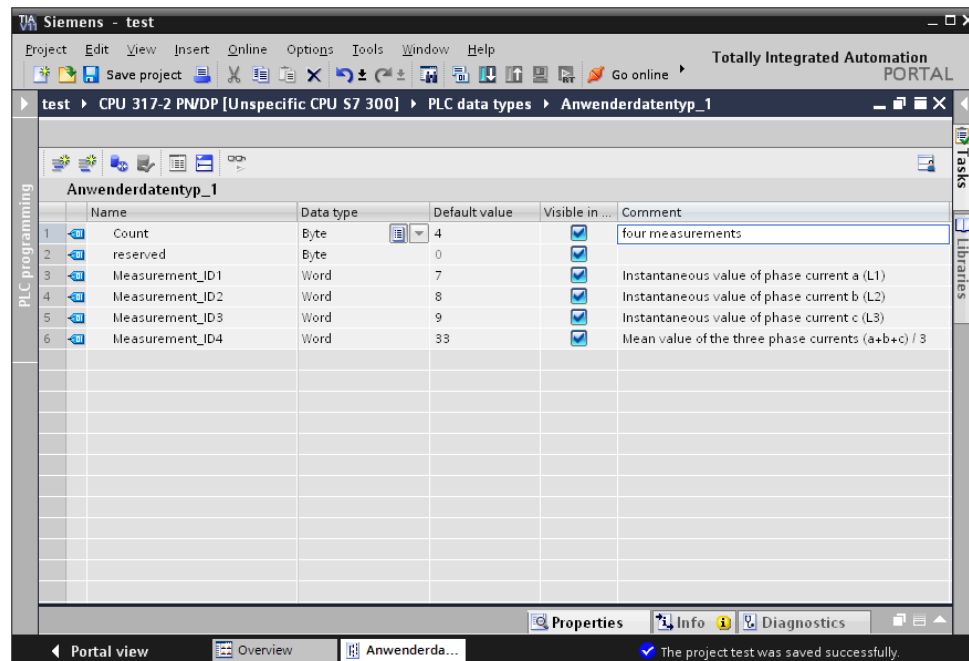 Siemens - test
Project Edit View Insert Online Options Tools Window Help
Totally Integrated Automation
PORTAL
Save project Go online
test CPU 317-2 PN/DP [Unspecific CPU S7 300] PLC data types Anwenderdatentyp_1
Anwenderdatentyp_1
Name Data type Default value Visible in ... Comment
1 Count Byte 4 four measurements
2 reserved Byte 0
3 Measurement_ID1 Word 7 Instantaneous value of phase current a (L1)
4 Measurement_ID2 Word 8 Instantaneous value of phase current b (L2)
5 Measurement_ID3 Word 9 Instantaneous value of phase current c (L3)
6 Measurement_ID4 Word 33 Mean value of the three phase currents (a+b+c) / 3
PLC programming
Tasks
Libraries
Properties Info Diagnostics
Portal view Overview Anwenderda... The project test was saved successfully.